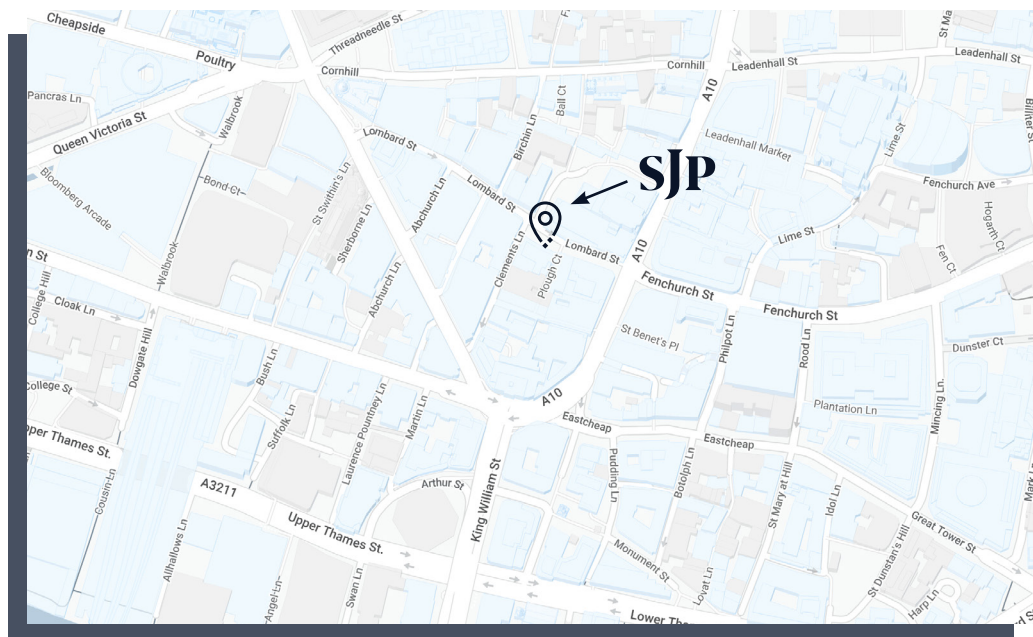 Cheapside
Threadneedle St
Poultry
Cornhill
Cornhill
Leadenhall St
Leadenhall St
Pancras Ln
Queen Victoria St
Walbrook
A10
Ball Ct
Birchin Ln
Lombard St
Leadenhall Market
Lime St
SJP
Bloomberg Arcade
Bond Ct
St Swithin's Ln
Sherborne Ln
Abchurch Ln
Lombard St
Fenchurch Ave
Hogarth Ct
Fen Ct
Lime St
Walbrook
Clements Ln
Plough Ct
Lombard St
A10
Fenchurch St
Fenchurch St
n St
College Hill
Cloak Ln
Dowgate Hill
Abchurch Ln
St Benet's Pl
Philpot Ln
Rood Ln
Dunster Ct
Bush Ln
College St
Suffolk Ln
Laurence Pountney Ln
Martin Ln
A10
Eastcheap
Eastcheap
Plantation Ln
Mincing Ln
pper Thames St.
Cousin Ln
A3211
Arthur St
King William St
Pudding Ln
Botolph Ln
St Mary at Hill
Idol Ln
Great Tower St
Mark L
Allhallows Ln
Upper Thames St.
Angel Ln
Swan Ln
Monument St
Lovat Ln
St Dunstan's Hill
Harp Ln
Lower Th